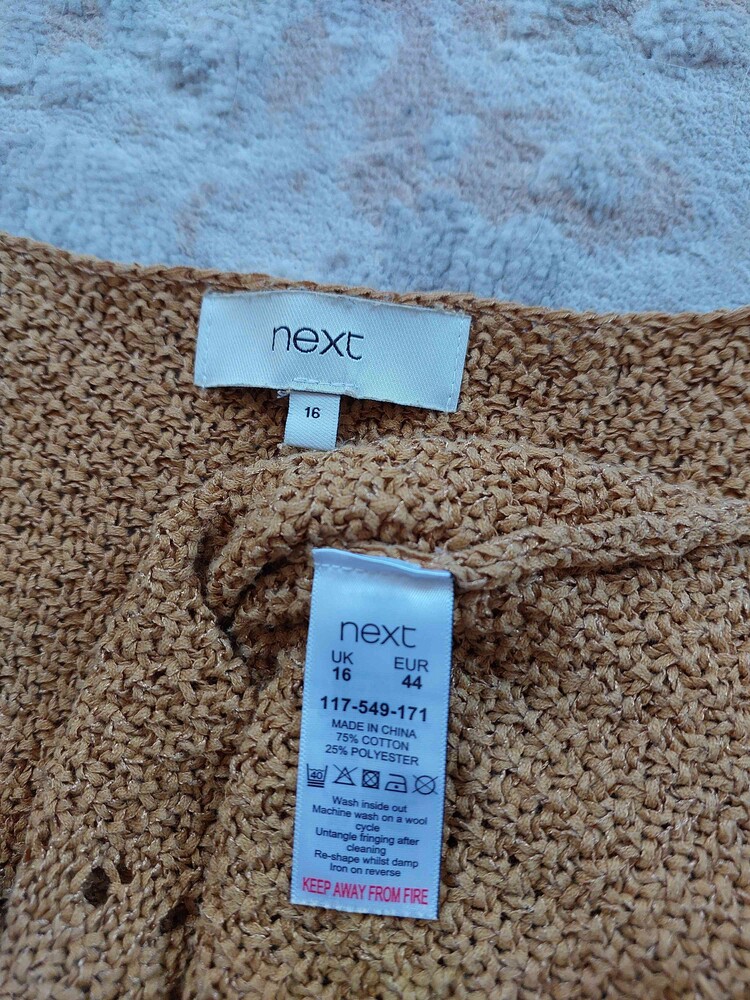 next
16
next
UK EUR
16 44
117-549-171
MADE IN CHINA
75% COTTON
25% POLYESTER
40
Wash inside out
Machine wash on a wool
cycle
Untangle fringing after
cleaning
Re-shape whilst damp
Iron on reverse
KEEP AWAY FROM FIRE